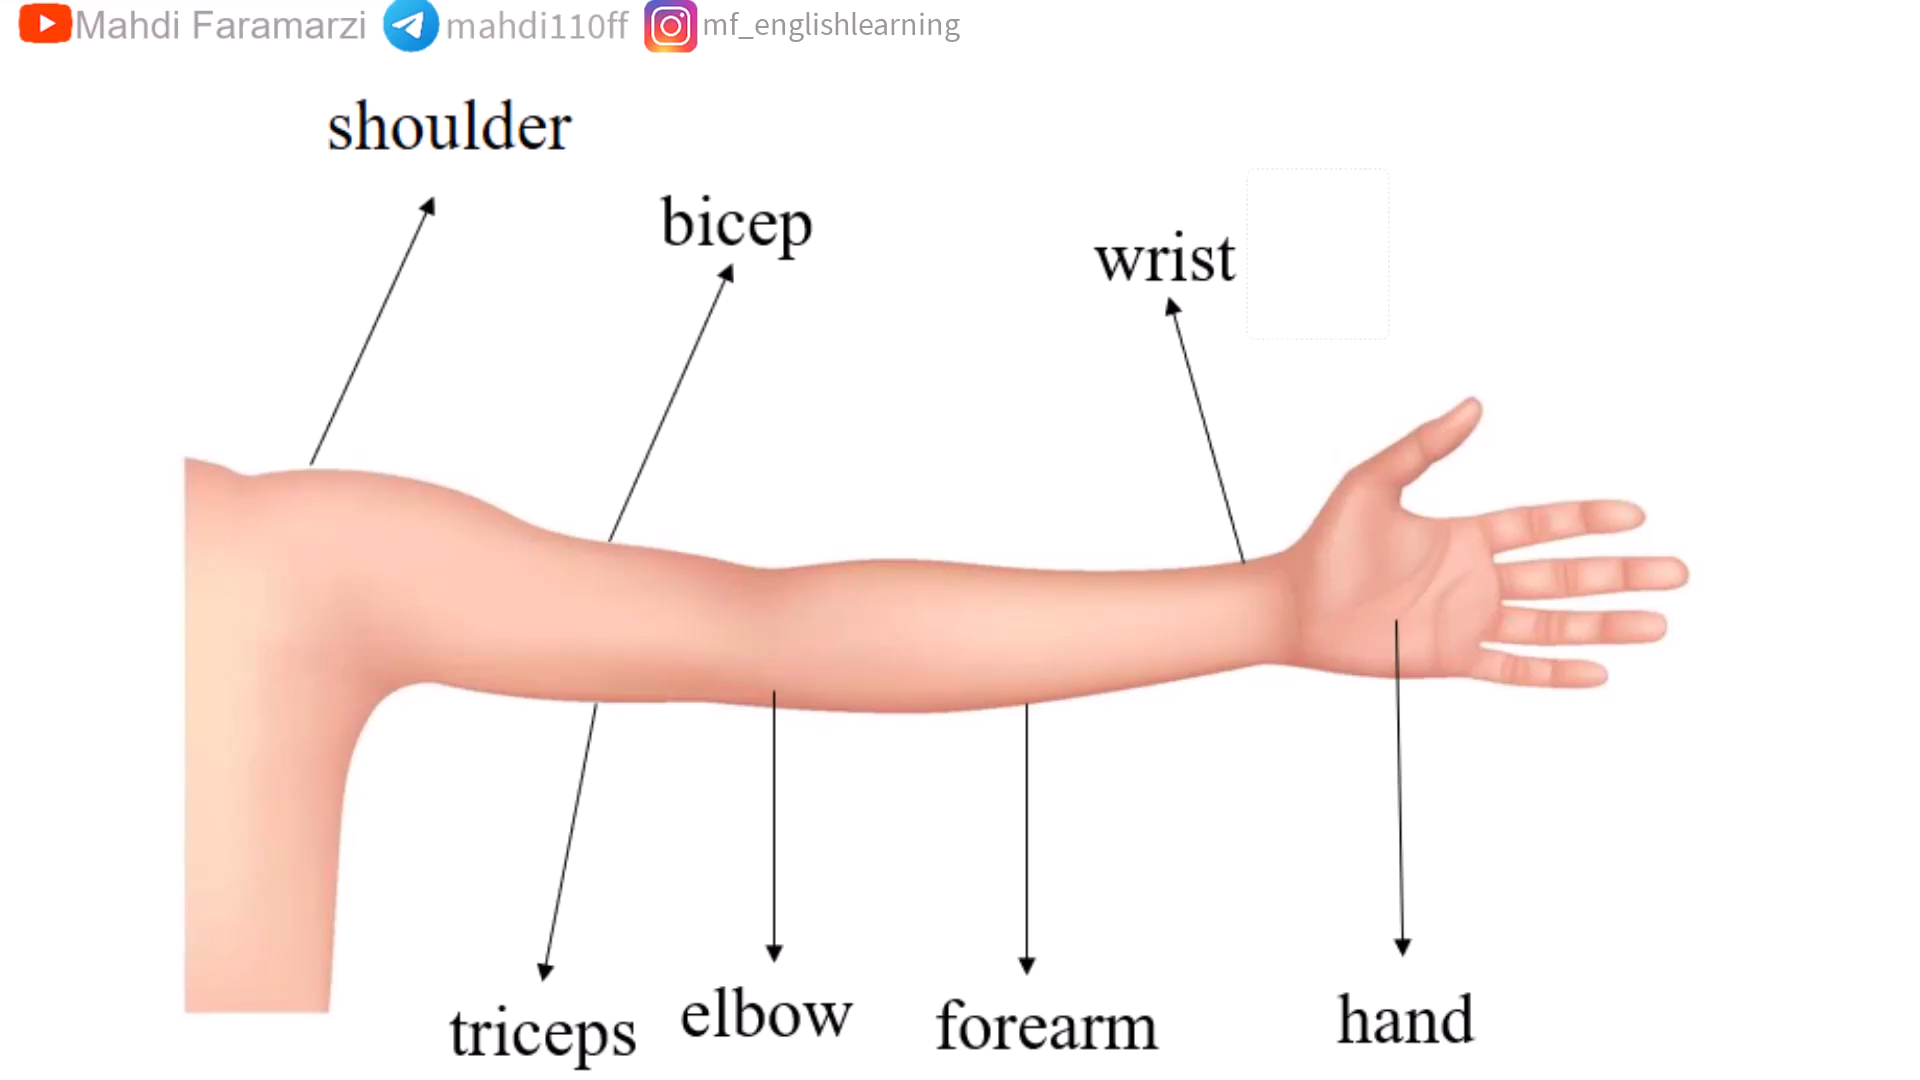 Mahdi Faramarzi mahdi110ff mf_englishlearning
shoulder
bicep
wrist
triceps elbow forearm hand